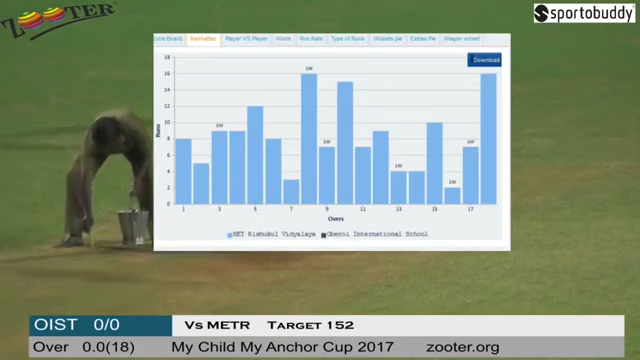 ZOOTER
sportobuddy
core Board Manhattan Player VS Player Worm Run Rate Type of Runs Wickets pie Extras Pie Wagon wheel
Download
18
16
14
12
10
8
6
4
2
0
Runs
1W
1W
1W
1W
1W
1W
1 3 5 7 9 11 13 15 17
Overs
MET Rishukul Vidyalaya Oberoi International School
OIST 0/0 Vs METR Target 152
Over 0.0(18) My Child My Anchor Cup 2017 zooter.org